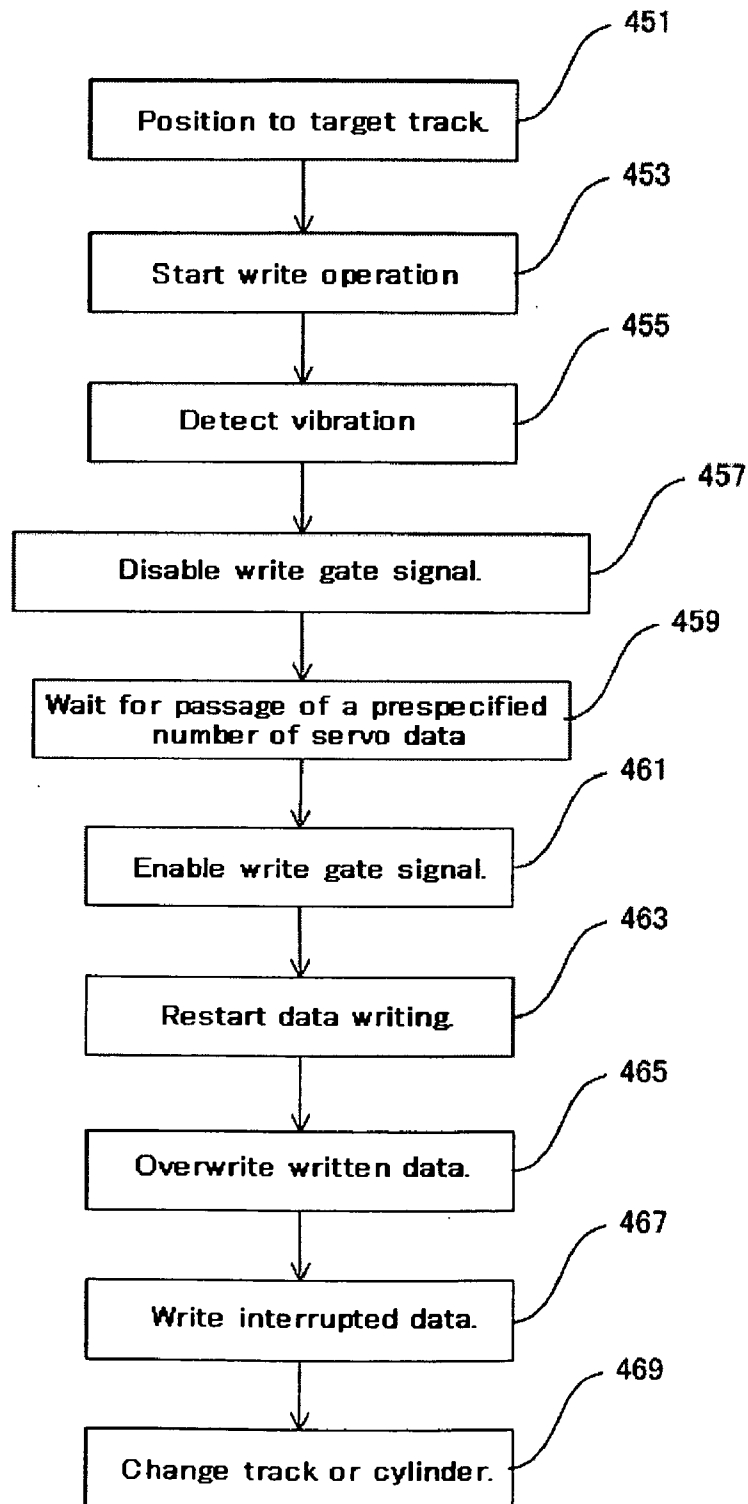 451
Position to target track.
453
Start write operation
455
Detect vibration
457
Disable write gate signal.
459
Wait for passage of a prespecified
number of servo data
461
Enable write gate signal.
463
Restart data writing.
465
Overwrite written data.
467
Write interrupted data.
469
Change track or cylinder.